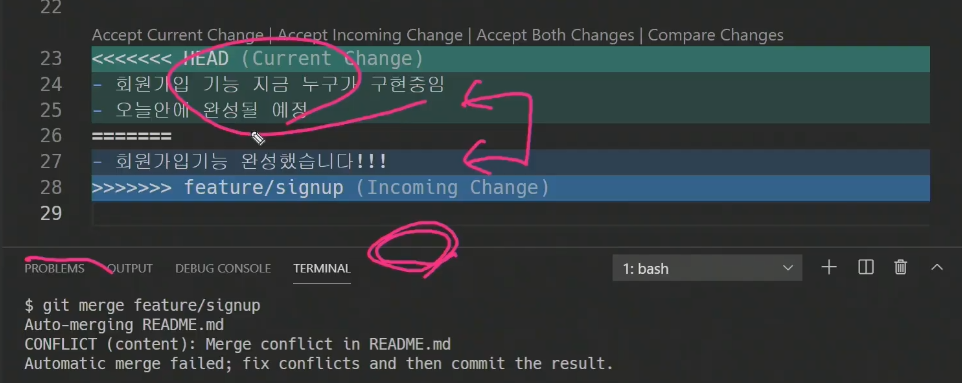 22
Accept Current Change | Accept Incoming Change | Accept Both Changes | Compare Changes
23 <<<<<<< HEAD (Current Change)
24 - 회원가입 기능 지금 누구가 구현중임
25 - 오늘안에 완성될 예정
26 =======
27 - 회원가입기능 완성했습니다!!!
28 >>>>>>> feature/signup (Incoming Change)
29
PROBLEMS OUTPUT DEBUG CONSOLE TERMINAL 1: bash
$ git merge feature/signup
Auto-merging README.md
CONFLICT (content): Merge conflict in README.md
Automatic merge failed; fix conflicts and then commit the result.